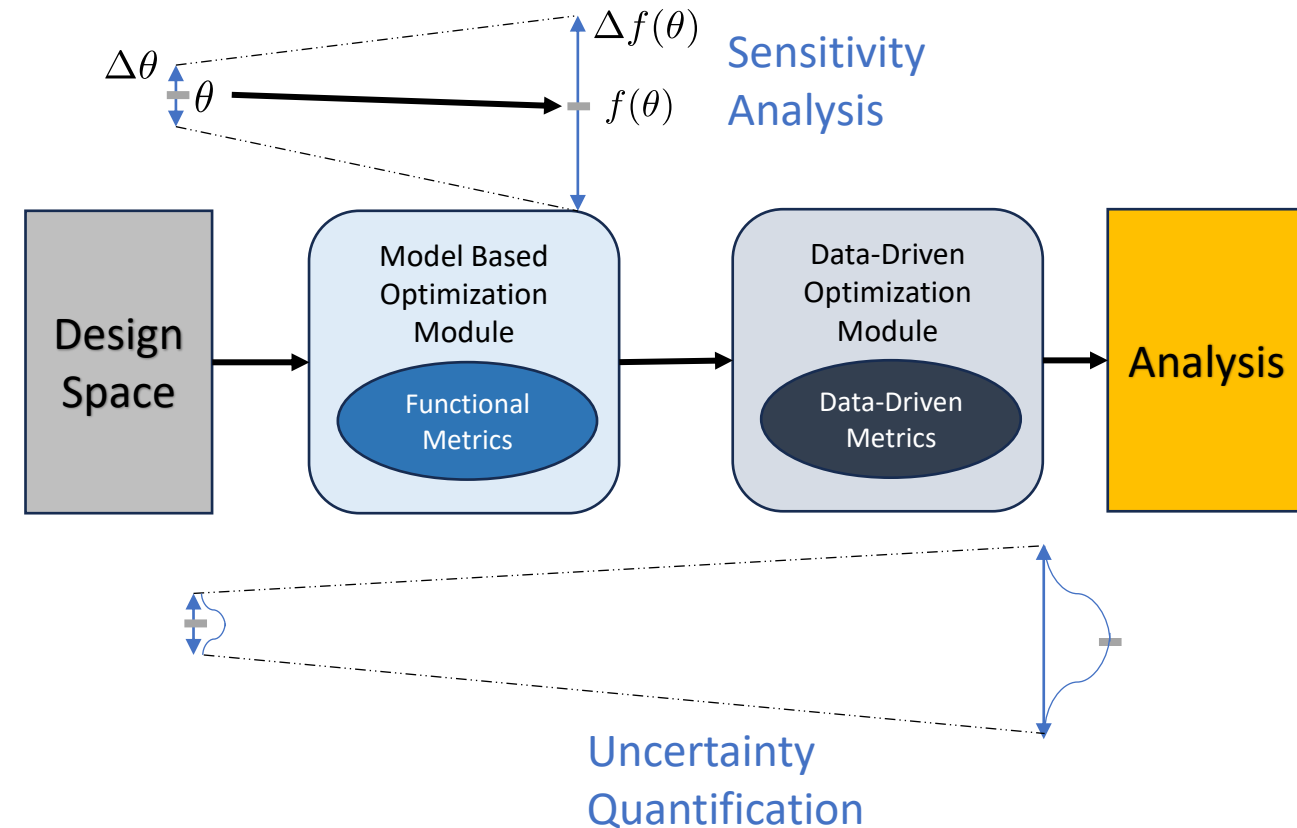 Δf(θ)
Sensitivity
Analysis
Δθ
θ
f(θ)
Design
Space
Model Based
Optimization
Module
Functional
Metrics
Data-Driven
Optimization
Module
Data-Driven
Metrics
Analysis
Uncertainty
Quantification